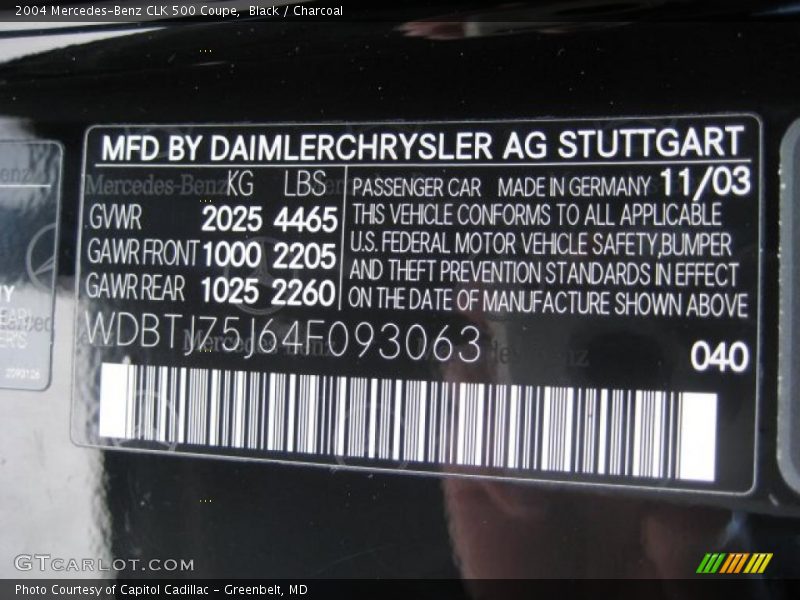 2004 Mercedes-Benz CLK 500 Coupe, Black / Charcoal
MFD BY DAIMLERCHRYSLER AG STUTTGART
KG LBS
GVWR 2025 4465
GAWR FRONT 1000 2205
GAWR REAR 1025 2260
PASSENGER CAR MADE IN GERMANY 11/03
THIS VEHICLE CONFORMS TO ALL APPLICABLE
U.S. FEDERAL MOTOR VEHICLE SAFETY,BUMPER
AND THEFT PREVENTION STANDARDS IN EFFECT
ON THE DATE OF MANUFACTURE SHOWN ABOVE
WDBTJ75J64F093063
040
GTCARLOT.COM
Photo Courtesy of Capitol Cadillac - Greenbelt, MD